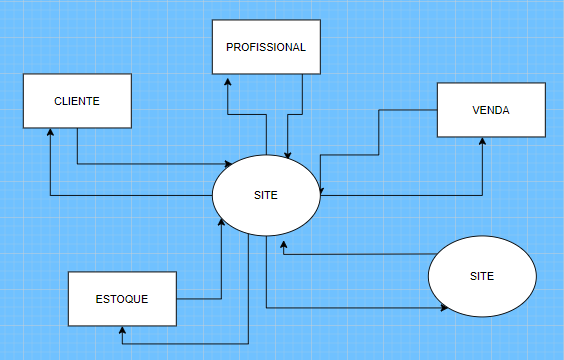 PROFISSIONAL
CLIENTE
VENDA
SITE
SITE
ESTOQUE